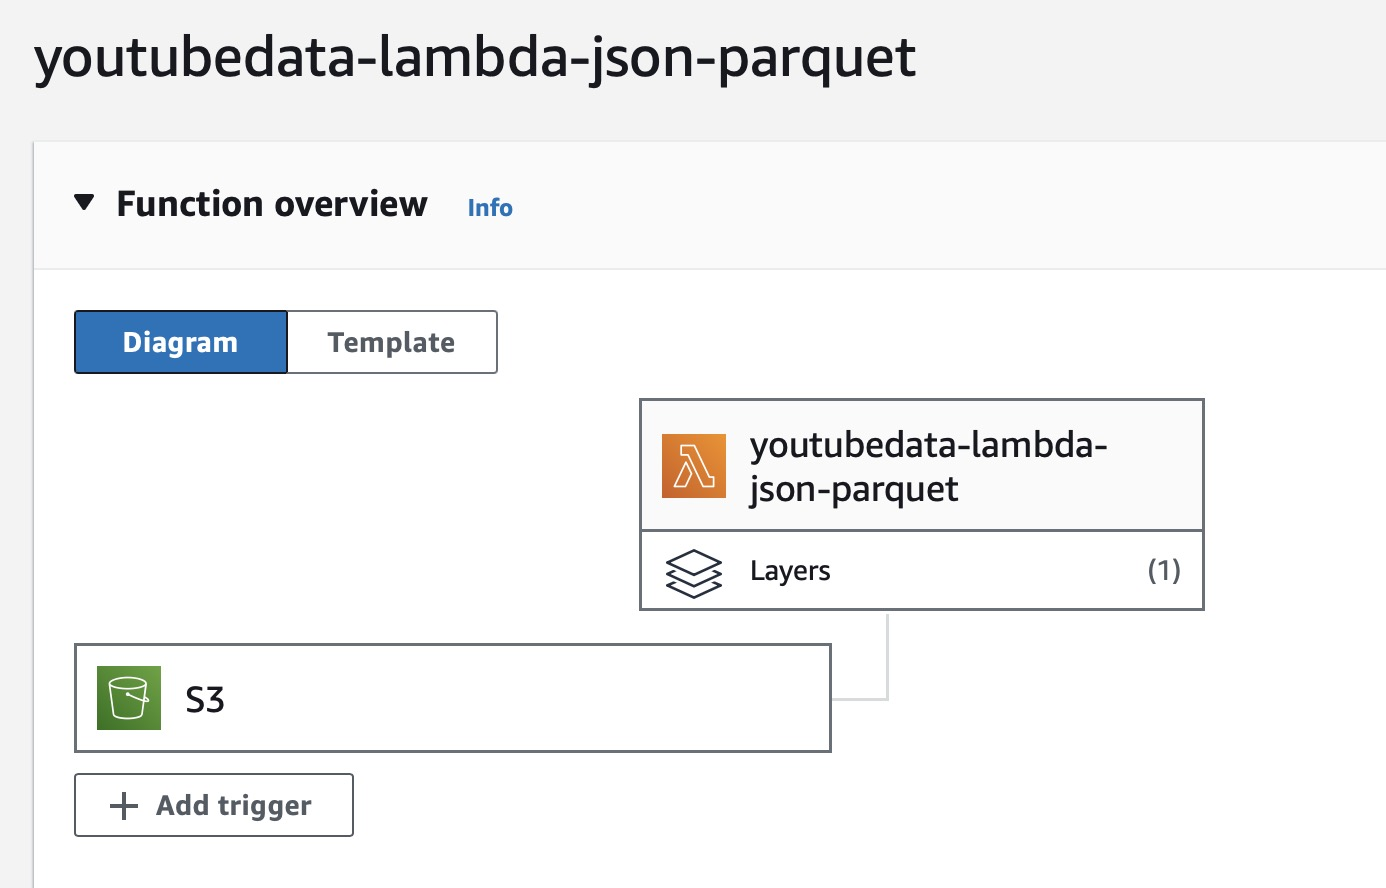 youtubedata-lambda-json-parquet
Function overview Info
Diagram Template
youtubedata-lambda-
json-parquet
Layers (1)
S3
Add trigger